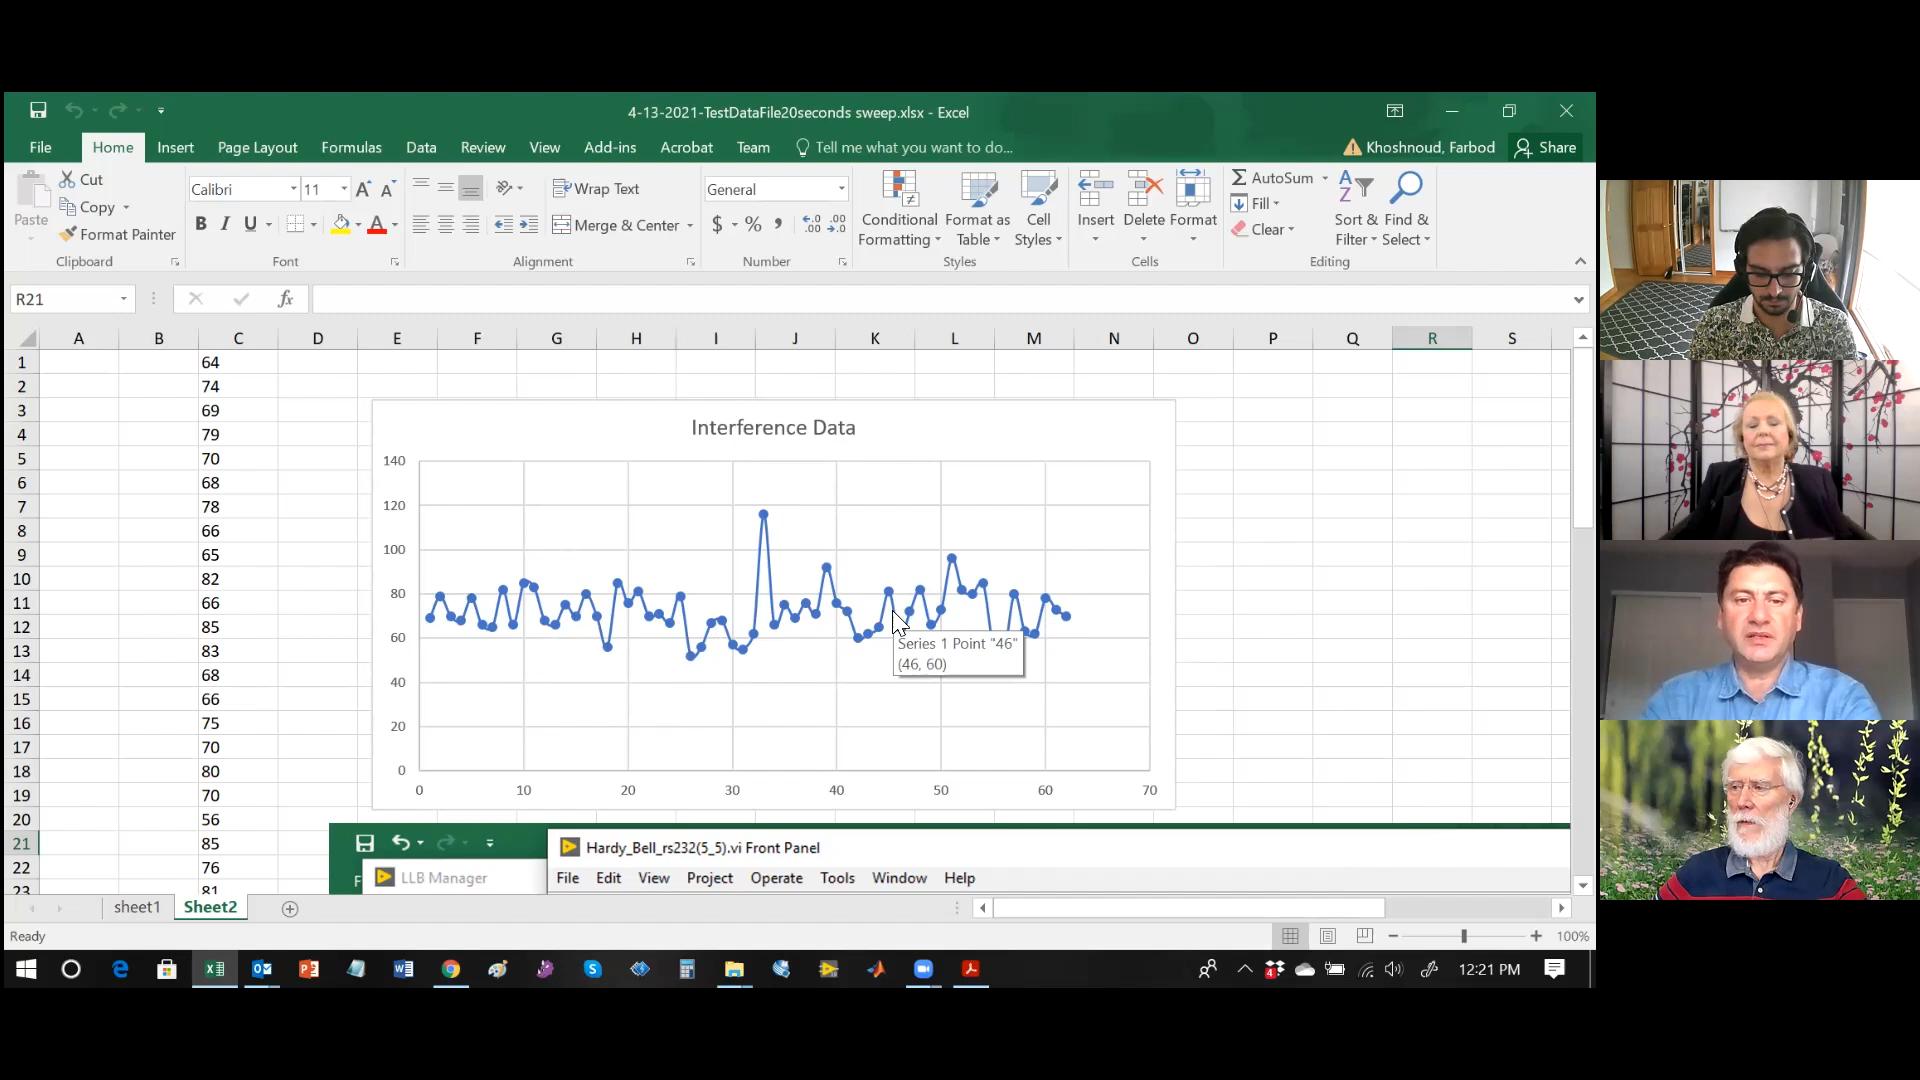 4-13-2021-TestDataFile20seconds sweep.xlsx - Excel
File Home Insert Page Layout Formulas Data Review View Add-ins Acrobat Team Tell me what you want to do... Khoshnoud, Farbod Share
Paste
Cut
Copy
Format Painter
Calibri 11
B I U
Wrap Text
Merge & Center
General
$ % ,
Conditional Formatting
Format as Table
Cell Styles
Insert Delete Format
AutoSum
Fill
Clear
Sort & Filter
Find & Select
Clipboard Font Alignment Number Styles Cells Editing
R21 fx
A B C D E F G H I J K L M N O P Q R S
1 64
2 74
3 69
4 79
5 70
6 68
7 78
8 66
9 65
10 82
11 66
12 85
13 83
14 68
15 66
16 75
17 70
18 80
19 70
20 56
21 85
22 76
23 81
Interference Data
140
120
100
80
60
40
20
0
0 10 20 30 40 50 60 70
Series 1 Point "46"
(46, 60)
Hardy_Bell_rs232(5_5).vi Front Panel
LLB Manager
File Edit View Project Operate Tools Window Help
sheet1 Sheet2
Ready 100%
12:21 PM